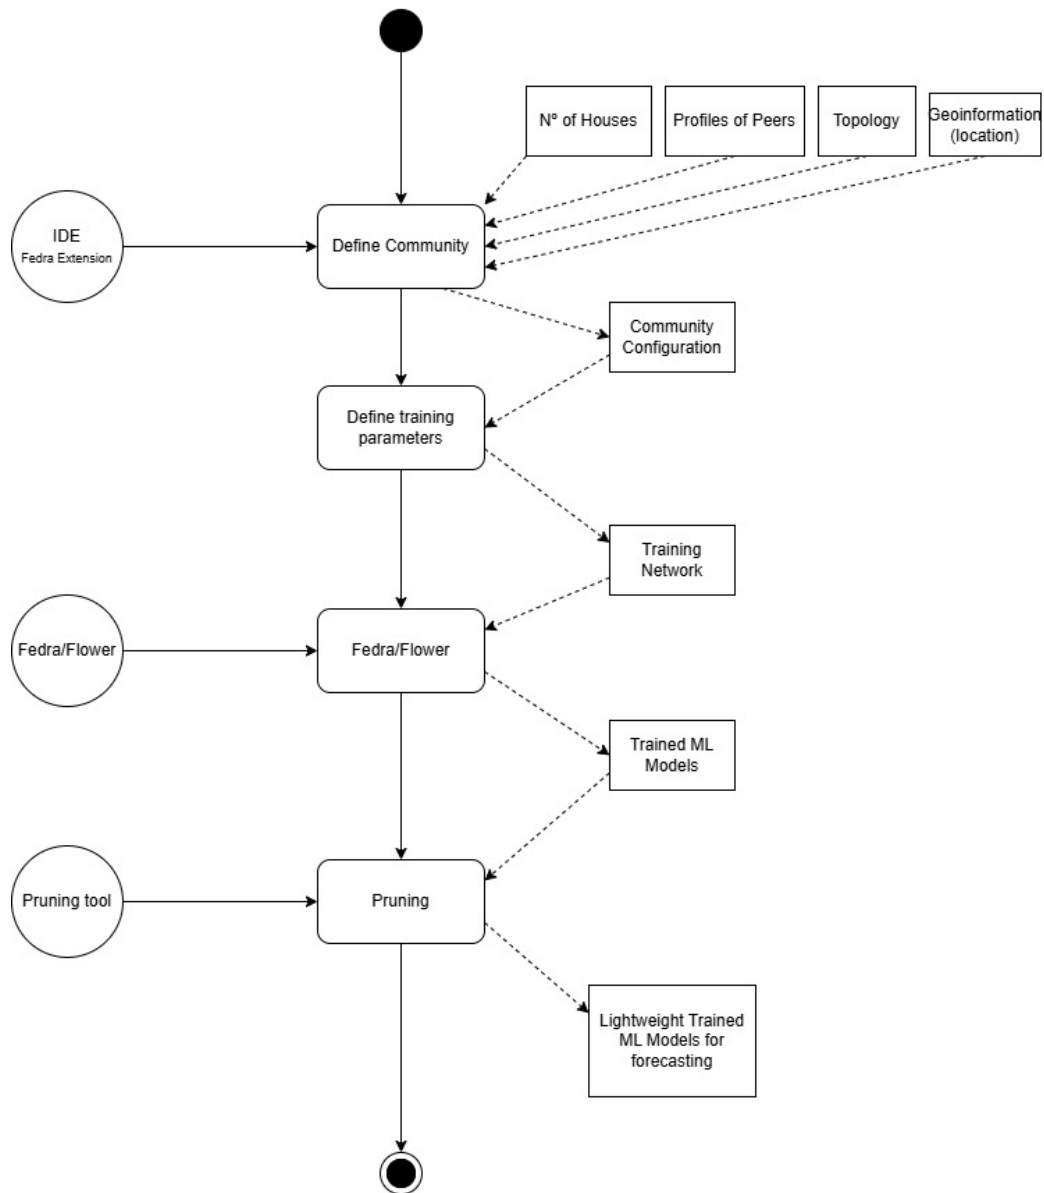 Nº of Houses
Profiles of Peers
Topology
Geoinformation
(location)
IDE
Fedra Extension
Define Community
Community
Configuration
Define training
parameters
Training
Network
Fedra/Flower
Fedra/Flower
Trained ML
Models
Pruning tool
Pruning
Lightweight Trained
ML Models for
forecasting